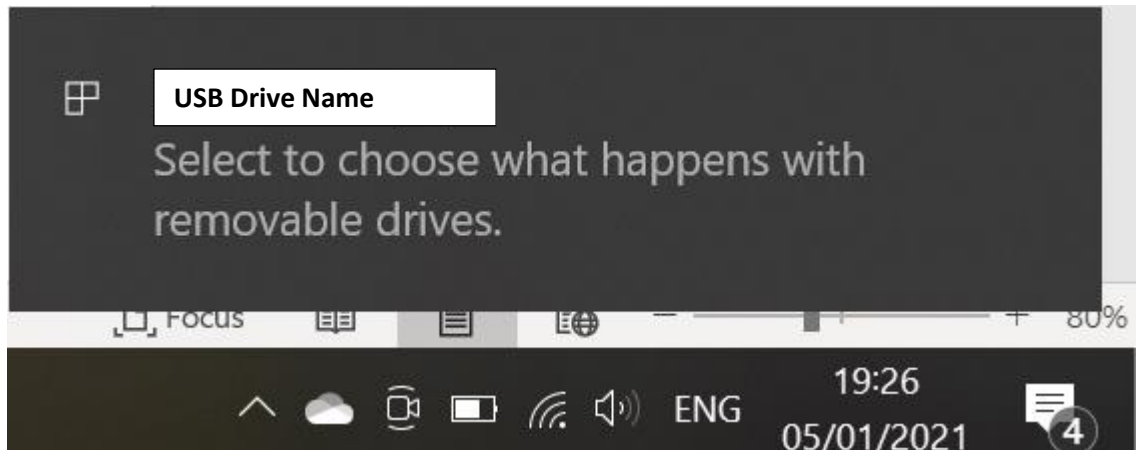 USB Drive Name
Select to choose what happens with
removable drives.
Focus
80%
ENG
19:26
05/01/2021
4